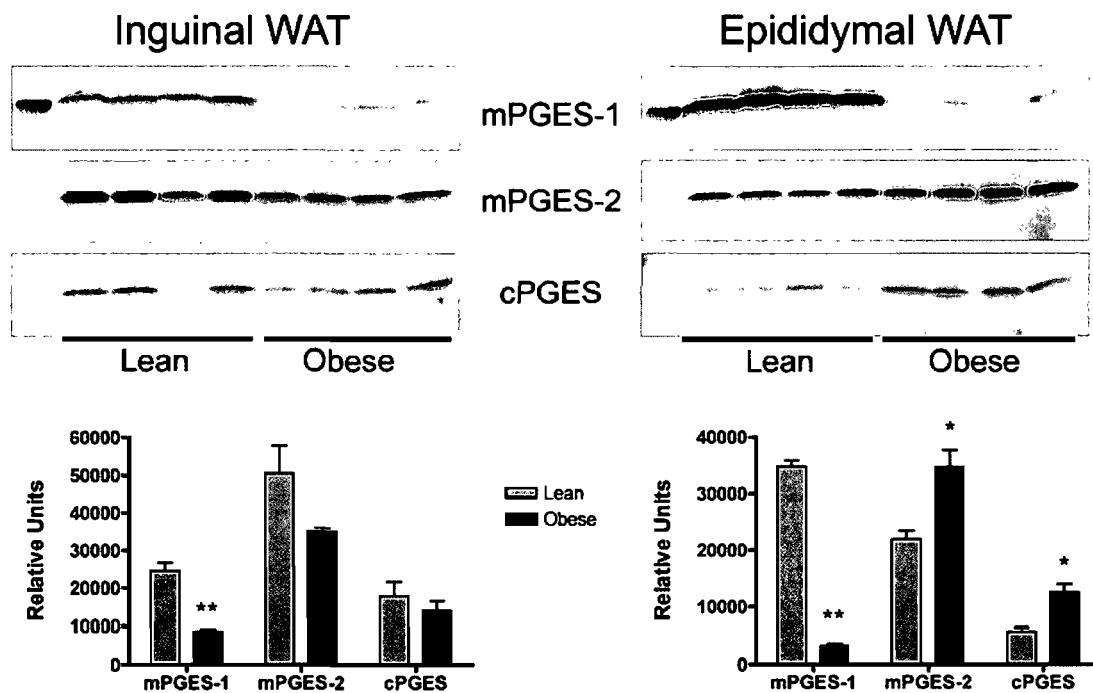 Inguinal WAT
Epididymal WAT
mPGES-1
mPGES-2
cPGES
Lean
Obese
Lean
Obese
60000
50000
40000
30000
20000
10000
0
Relative Units
**
mPGES-1
mPGES-2
cPGES
Lean
Obese
40000
30000
20000
10000
0
Relative Units
**
*
*
mPGES-1
mPGES-2
cPGES